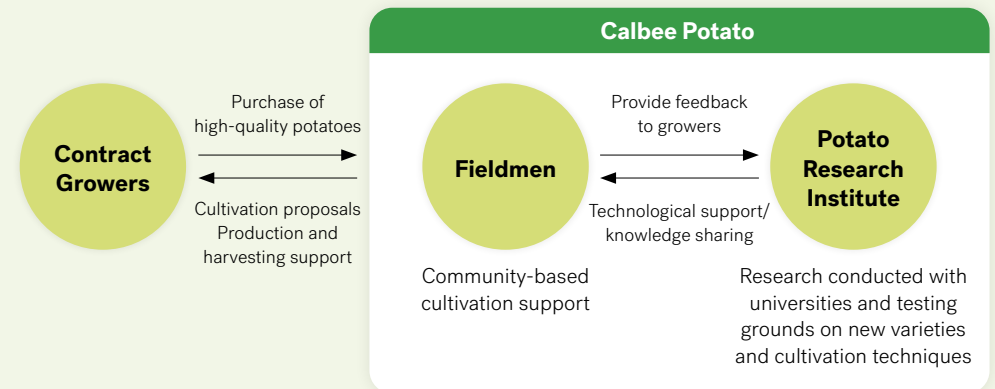 Calbee Potato
Contract
Growers
Purchase of
high-quality potatoes
Cultivation proposals
Production and
harvesting support
Fieldmen
Community-based
cultivation support
Provide feedback
to growers
Technological support/
knowledge sharing
Potato
Research
Institute
Research conducted with
universities and testing
grounds on new varieties
and cultivation techniques